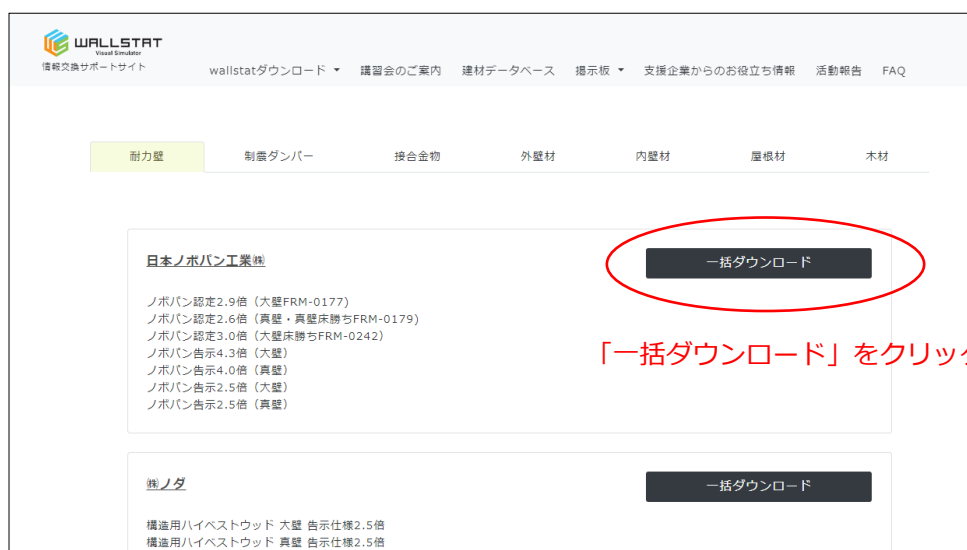 WALLSTAT
Visual Simulator
情報交換サポートサイト
wallstatダウンロード ▼ 講習会のご案内 建材データベース 掲示板 ▼ 支援企業からのお役立ち情報 活動報告 FAQ
耐力壁 制震ダンパー 接合金物 外壁材 内壁材 屋根材 木材
日本ノボパン工業㈱ 一括ダウンロード
ノボパン認定2.9倍（大壁FRM-0177)
ノボパン認定2.6倍（真壁・真壁床勝ちFRM-0179)
ノボパン認定3.0倍（大壁床勝ちFRM-0242）
ノボパン告示4.3倍（大壁）
ノボパン告示4.0倍（真壁）
ノボパン告示2.5倍（大壁）
ノボパン告示2.5倍（真壁）
「一括ダウンロード」をクリック
㈱ノダ 一括ダウンロード
構造用ハイベストウッド 大壁 告示仕様2.5倍
構造用ハイベストウッド 真壁 告示仕様2.5倍